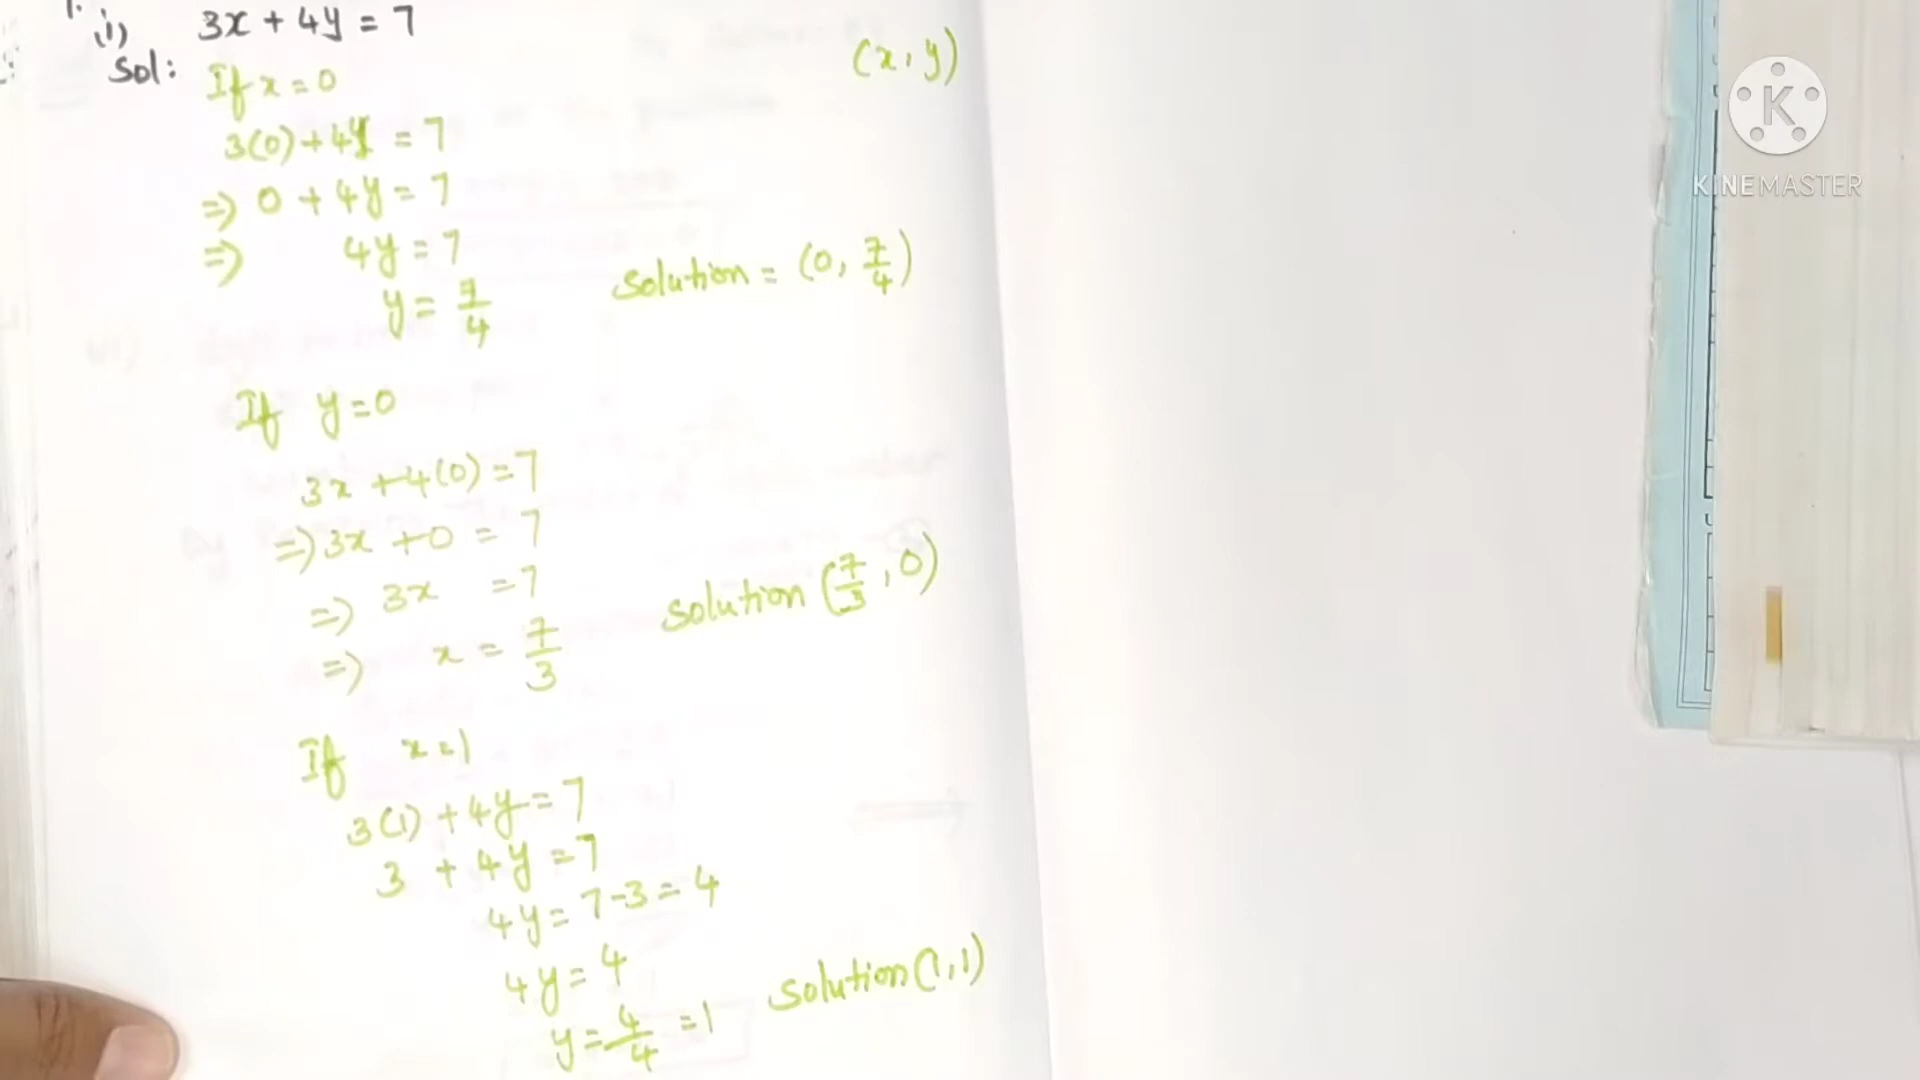 i) 3x + 4y = 7
Sol: If x = 0
(x, y)
3(0) + 4y = 7
⇒ 0 + 4y = 7
⇒ 4y = 7
y = 7/4
Solution = (0, 7/4)
If y = 0
3x + 4(0) = 7
⇒ 3x + 0 = 7
⇒ 3x = 7
⇒ x = 7/3
Solution (7/3, 0)
If x = 1
3(1) + 4y = 7
3 + 4y = 7
4y = 7 - 3 = 4
4y = 4
y = 4/4 = 1
Solution (1, 1)
K
KINEMASTER